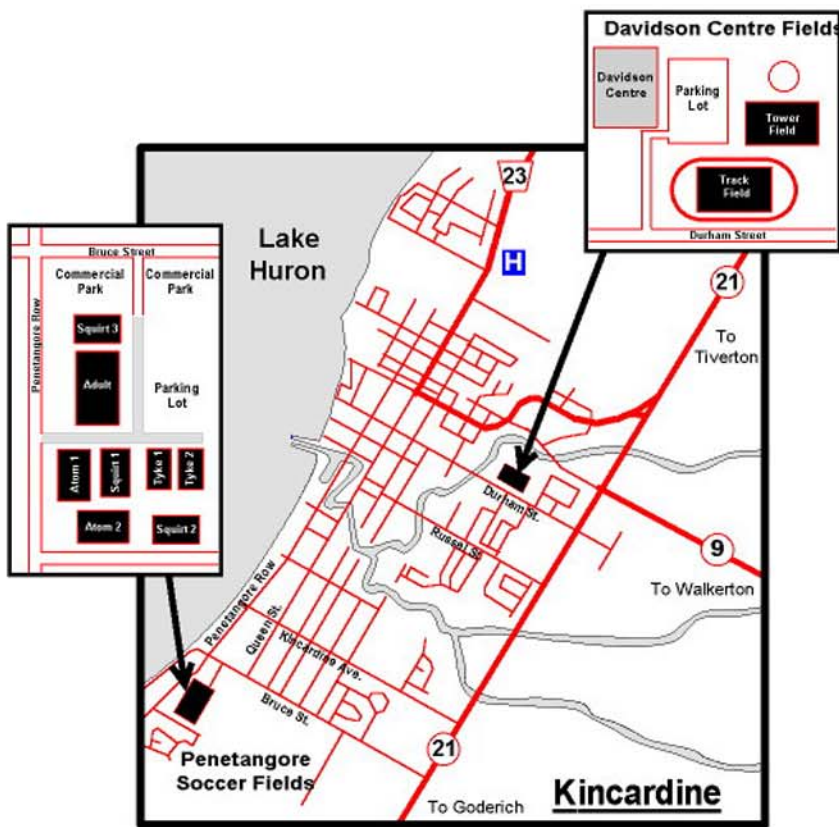 Davidson Centre Fields
Davidson
Centre
Parking
Lot
Tower
Field
Track
Field
Durham Street
23
Lake
Huron
H
21
To
Tiverton
Bruce Street
Commercial
Park
Commercial
Park
Penetangore Row
Squirt 3
Adult
Parking
Lot
Atom 1
Squirt 1
Tyke 1
Tyke 2
Atom 2
Squirt 2
Durham St.
Russel St.
9
To Walkerton
Penetangore Row
Queen St.
Kincardine Ave.
Bruce St.
21
Penetangore
Soccer Fields
To Goderich
Kincardine